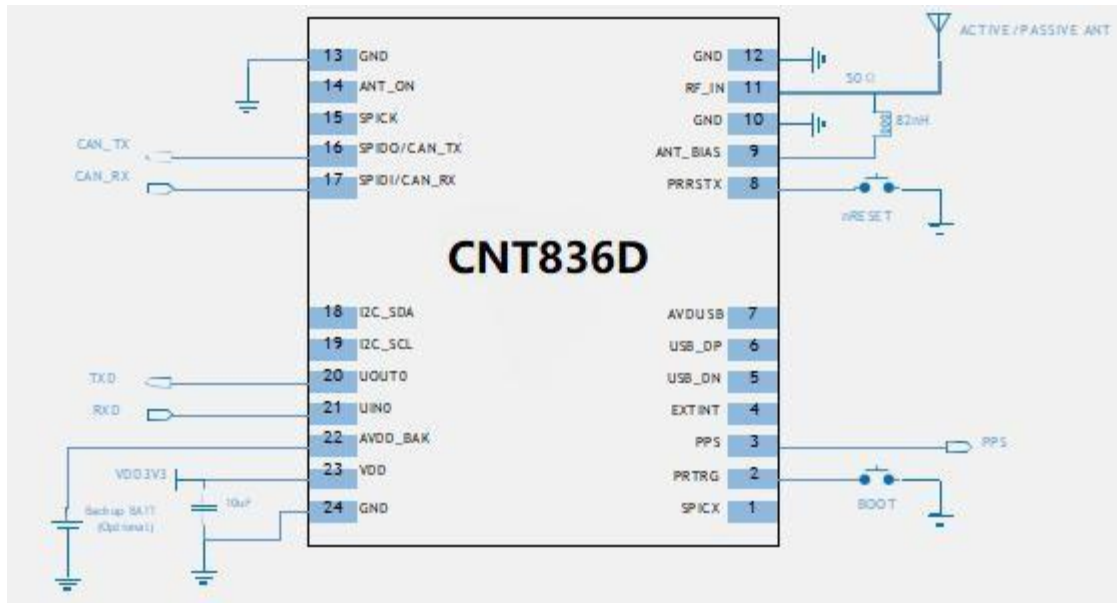 ACTIVE/PASSIVE ANT
13 GND
GND 12
14 ANT_ON
50 Ω
RF_IN 11
15 SPICK
GND 10
82nH
CAN_TX
16 SPIDO/CAN_TX
ANT_BIAS 9
CAN_RX
17 SPIDI/CAN_RX
PRRSTX 8
nRESET
CNT836D
18 I2C_SDA
AVDUSB 7
19 I2C_SCL
USB_DP 6
TXD
20 UOUT0
USB_DN 5
RXD
21 UIN0
EXTINT 4
22 AVDD_BAK
PPS 3
PPS
VDD3V3
23 VDD
PRTRG 2
BOOT
10uF
Backup BATT
(Optional)
24 GND
SPICX 1